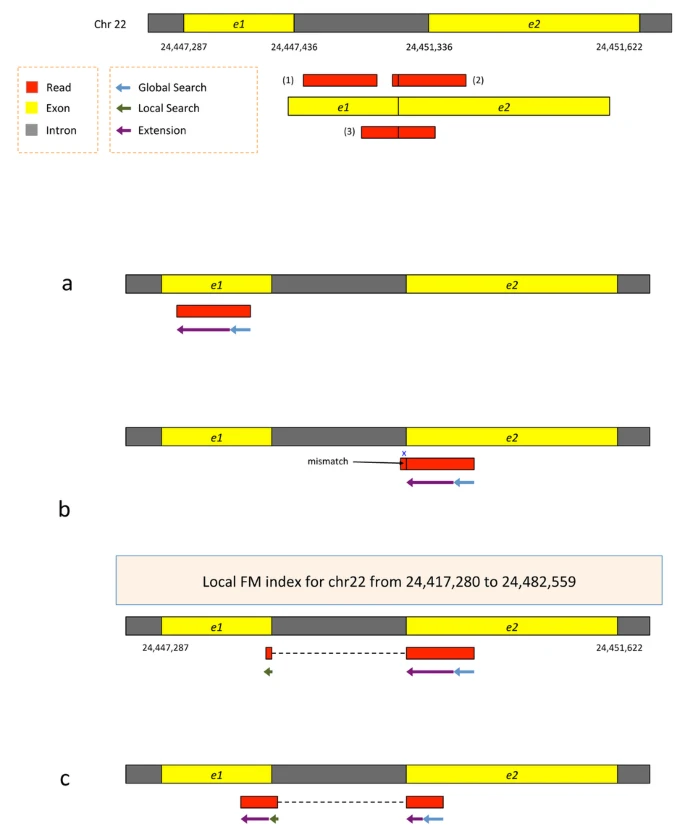 Chr 22
e1
e2
24,447,287
24,447,436
24,451,336
24,451,622
Read
Exon
Intron
Global Search
Local Search
Extension
(1)
(2)
e1
e2
(3)
a
e1
e2
e1
e2
x
mismatch
b
Local FM index for chr22 from 24,417,280 to 24,482,559
e1
e2
24,447,287
24,451,622
c
e1
e2